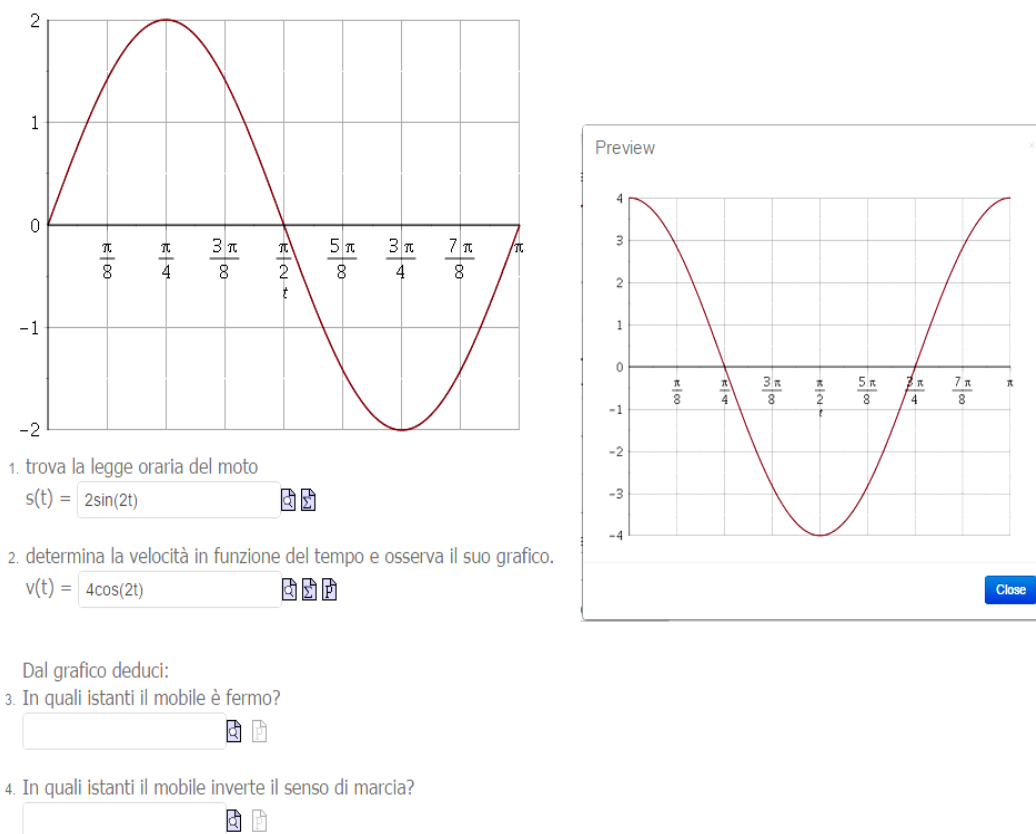 2
1
0
π/8 π/4 3π/8 π/2 5π/8 3π/4 7π/8 π
t
-1
-2
1. trova la legge oraria del moto
s(t) = 2sin(2t)
2. determina la velocità in funzione del tempo e osserva il suo grafico.
v(t) = 4cos(2t)
Dal grafico deduci:
3. In quali istanti il mobile è fermo?
4. In quali istanti il mobile inverte il senso di marcia?
Preview
x
4
3
2
1
0
π/8 π/4 3π/8 π/2 5π/8 3π/4 7π/8 π
t
-1
-2
-3
-4
Close